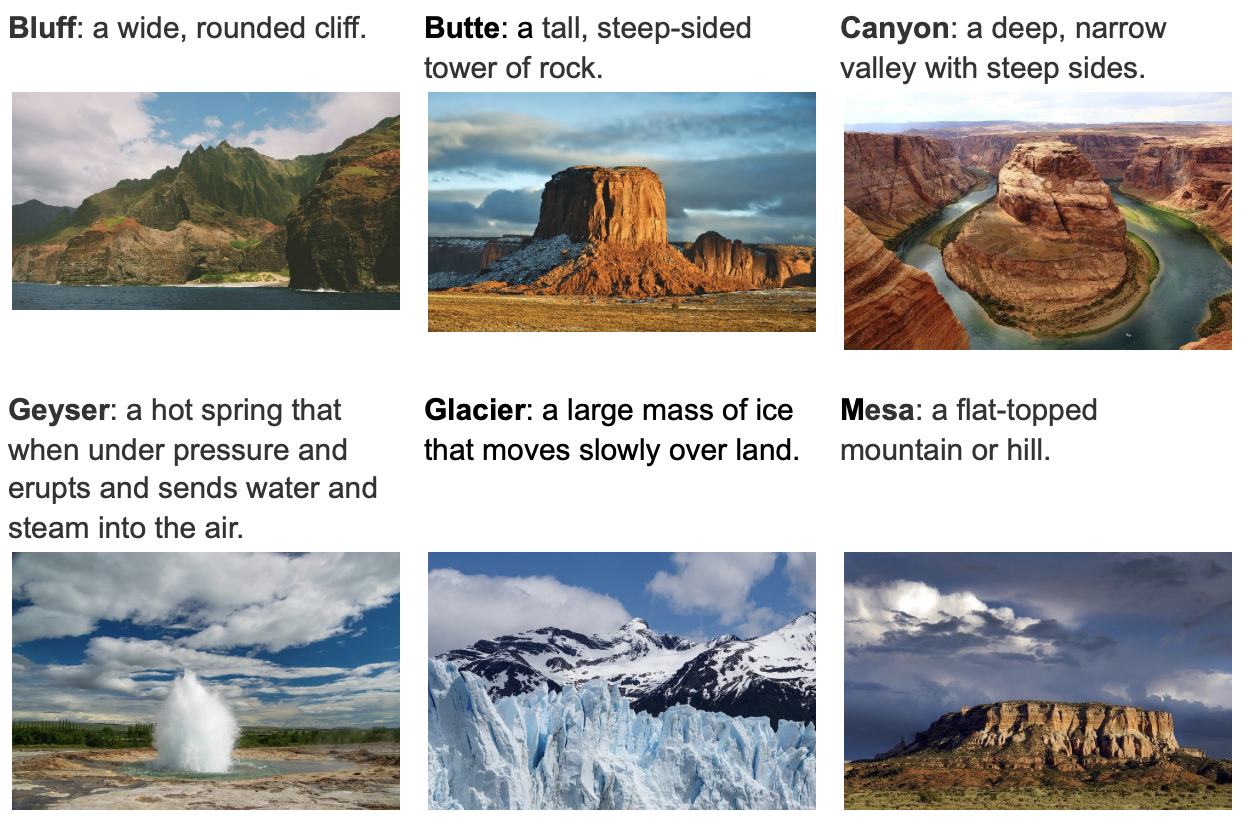 Bluff: a wide, rounded cliff.
Butte: a tall, steep-sided
tower of rock.
Canyon: a deep, narrow
valley with steep sides.
Geyser: a hot spring that
when under pressure and
erupts and sends water and
steam into the air.
Glacier: a large mass of ice
that moves slowly over land.
Mesa: a flat-topped
mountain or hill.